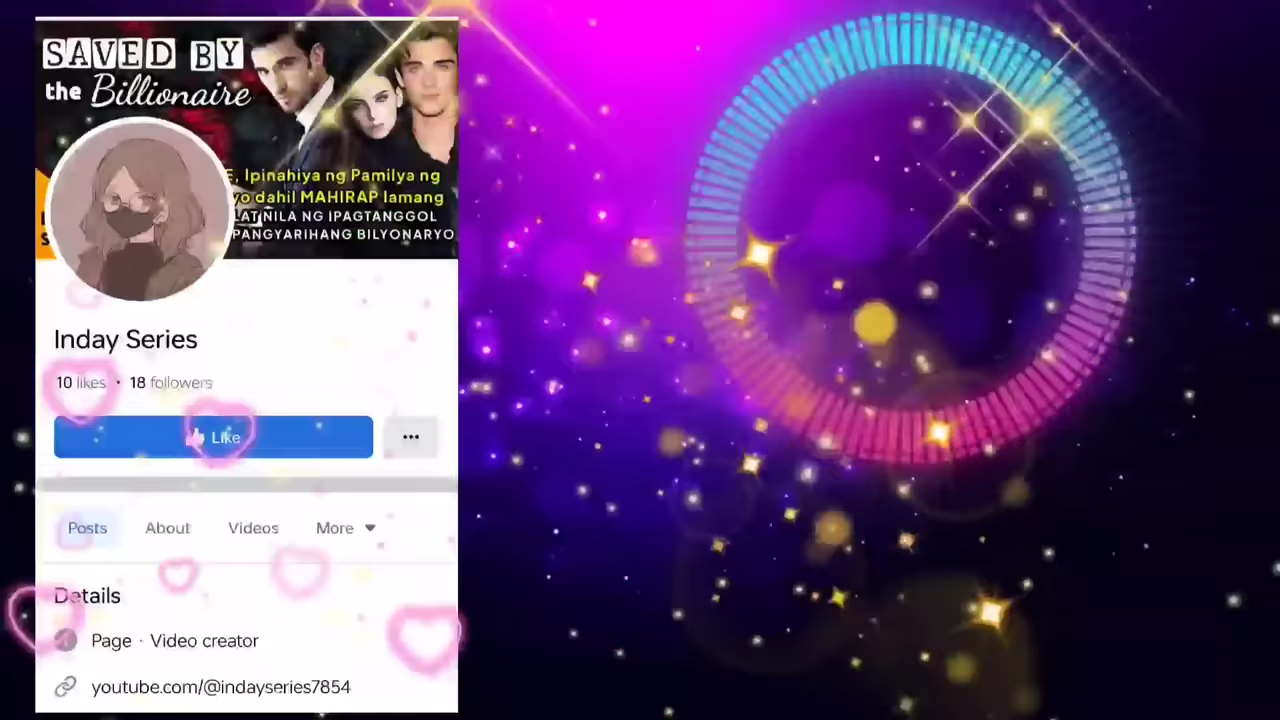 SAVED BY
the Billionaire
E, Ipinahiya ng Pamilya ng
yo dahil MAHIRAP lamang
NILA NG IPAGTANGGOL
PANGYARIHANG BILYONARYO
Inday Series
10 likes · 18 followers
Like
Posts About Videos More
Details
Page · Video creator
youtube.com/@indayseries7854